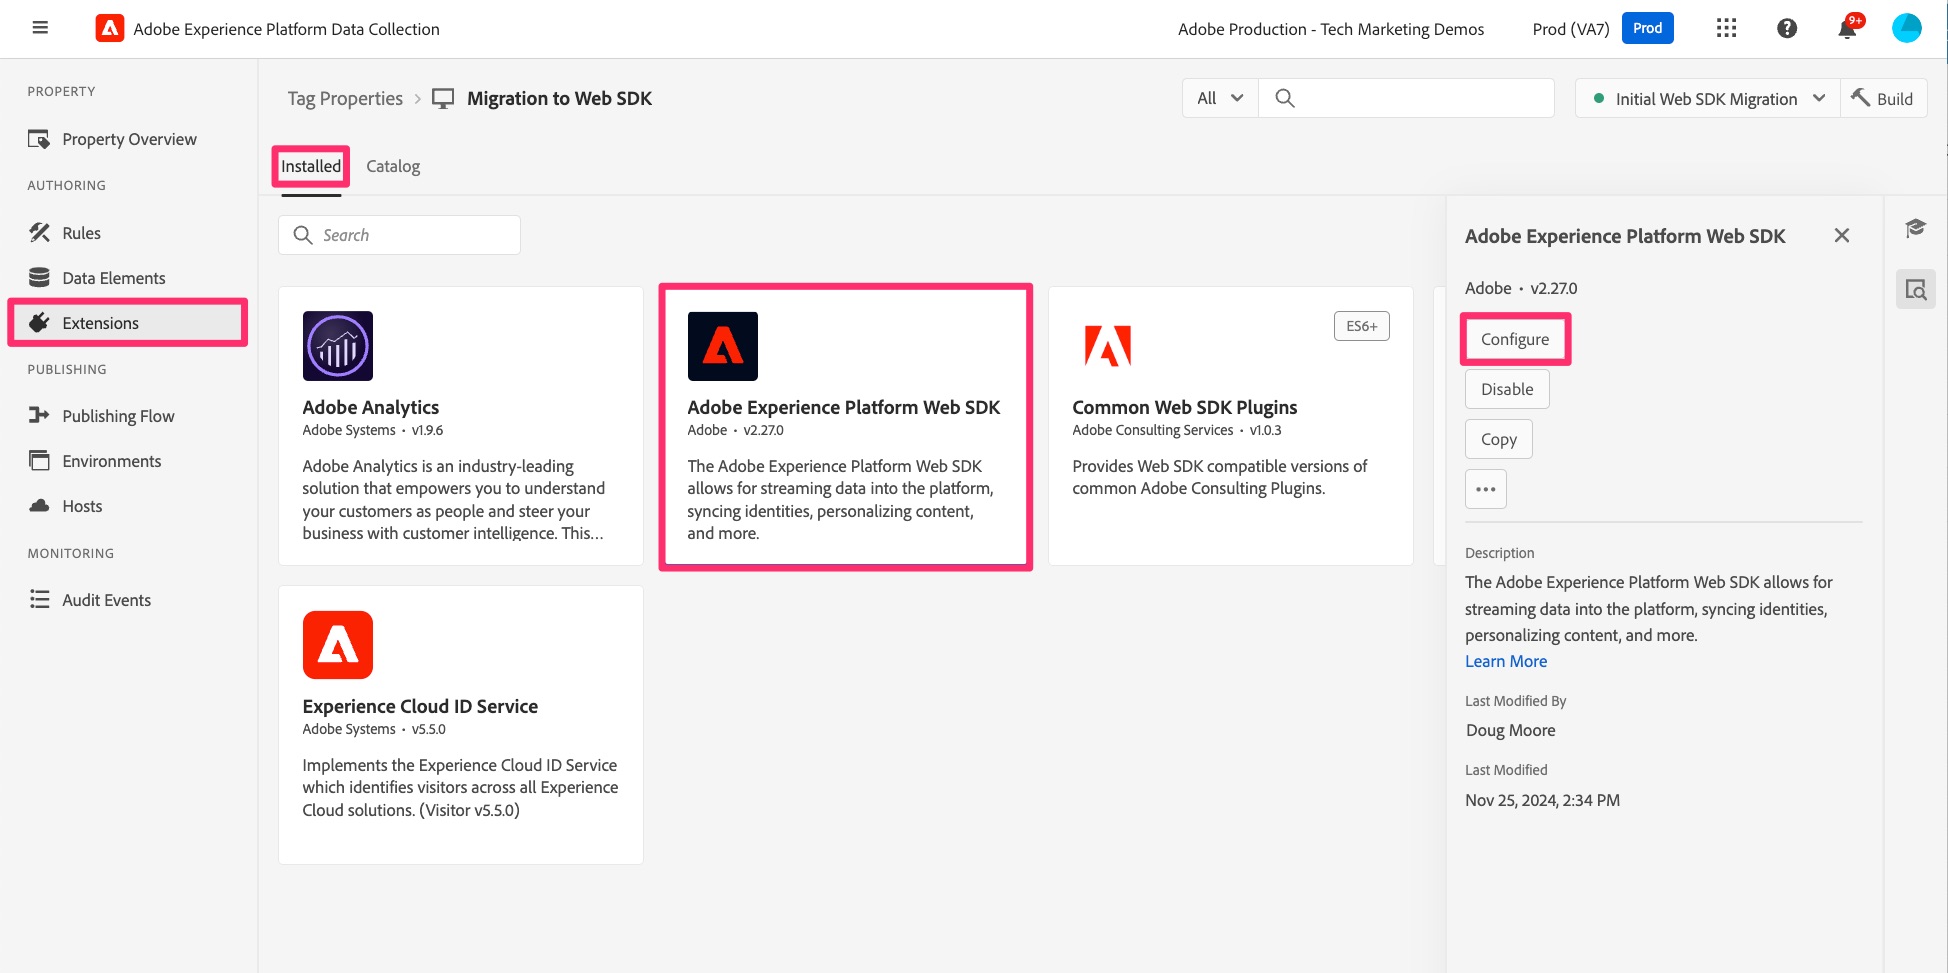 Adobe Experience Platform Data Collection
Adobe Production - Tech Marketing Demos
Prod (VA7)
Prod
9+
PROPERTY
Property Overview
AUTHORING
Rules
Data Elements
Extensions
PUBLISHING
Publishing Flow
Environments
Hosts
MONITORING
Audit Events
Tag Properties > Migration to Web SDK
All
Initial Web SDK Migration
Build
Installed
Catalog
Search
Adobe Analytics
Adobe Systems • v1.9.6
Adobe Analytics is an industry-leading
solution that empowers you to understand
your customers as people and steer your
business with customer intelligence. This...
Adobe Experience Platform Web SDK
Adobe • v2.27.0
The Adobe Experience Platform Web SDK
allows for streaming data into the platform,
syncing identities, personalizing content,
and more.
ES6+
Common Web SDK Plugins
Adobe Consulting Services • v1.0.3
Provides Web SDK compatible versions of
common Adobe Consulting Plugins.
Experience Cloud ID Service
Adobe Systems • v5.5.0
Implements the Experience Cloud ID Service
which identifies visitors across all Experience
Cloud solutions. (Visitor v5.5.0)
Adobe Experience Platform Web SDK
Adobe • v2.27.0
Configure
Disable
Copy
Description
The Adobe Experience Platform Web SDK allows for
streaming data into the platform, syncing identities,
personalizing content, and more.
Learn More
Last Modified By
Doug Moore
Last Modified
Nov 25, 2024, 2:34 PM